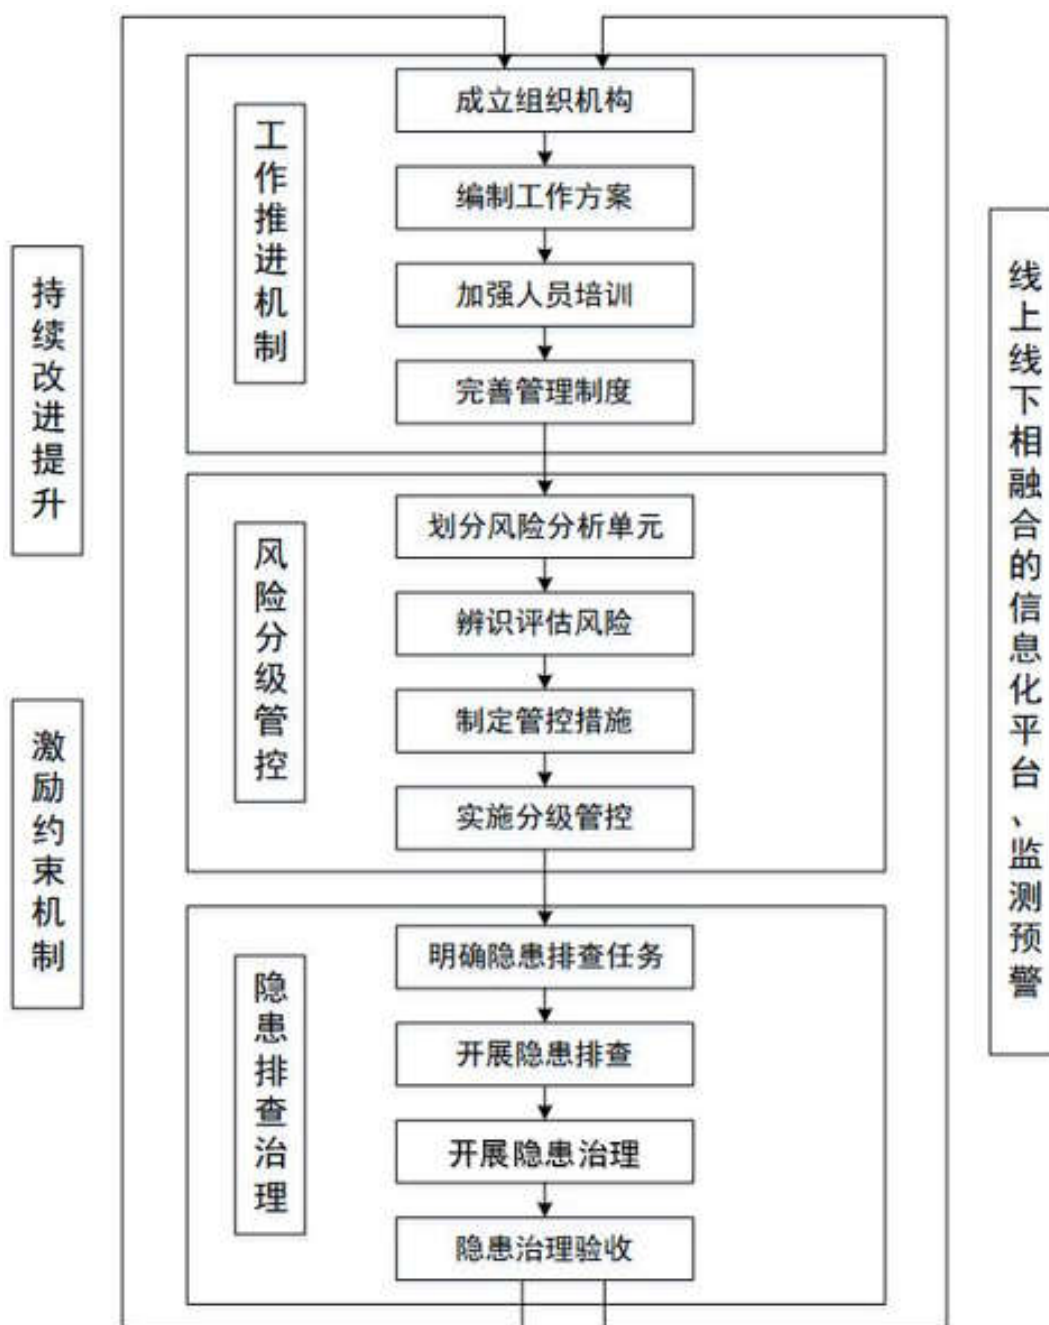 持续改进提升
激励约束机制
工作推进机制
成立组织机构
编制工作方案
加强人员培训
完善管理制度
风险分级管控
划分风险分析单元
辨识评估风险
制定管控措施
实施分级管控
隐患排查治理
明确隐患排查任务
开展隐患排查
开展隐患治理
隐患治理验收
线上线下相融合的信息化平台、监测预警